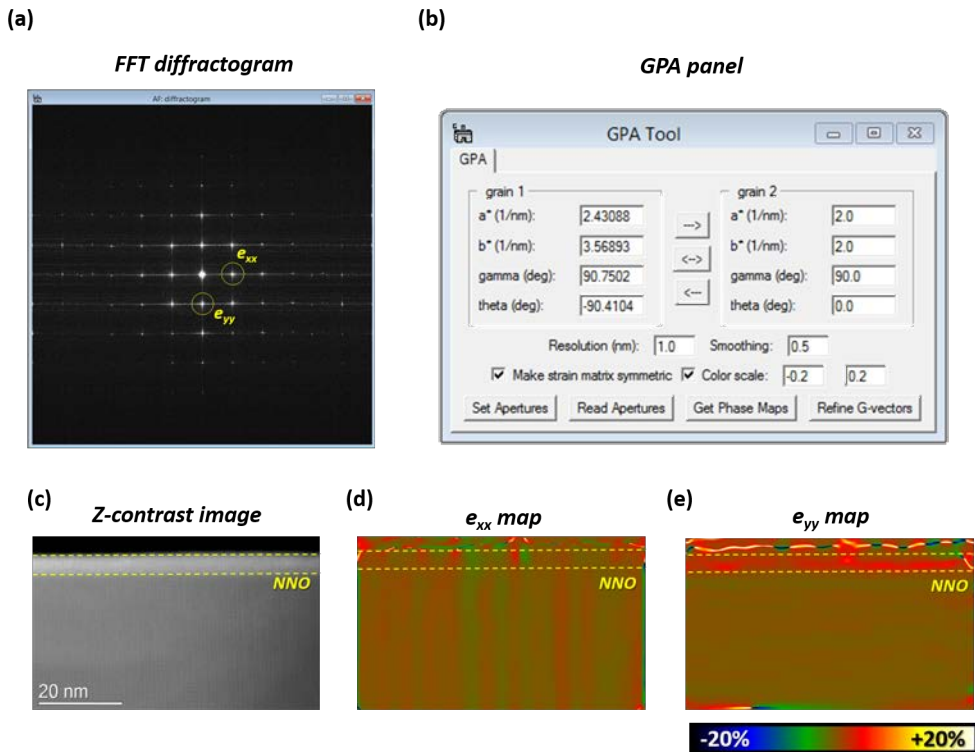 (a)
(b)
FFT diffractogram
GPA panel
AF: diffractogram
e_xx
e_yy
GPA Tool
GPA
grain 1
grain 2
a* (1/nm): 2.43088
a* (1/nm): 2.0
b* (1/nm): 3.56893
b* (1/nm): 2.0
gamma (deg): 90.7502
gamma (deg): 90.0
theta (deg): -90.4104
theta (deg): 0.0
--->
<-->
<---
Resolution (nm): 1.0 Smoothing: 0.5
Make strain matrix symmetric Color scale: -0.2 0.2
Set Apertures Read Apertures Get Phase Maps Refine G-vectors
(c)
(d)
(e)
Z-contrast image
e_xx map
e_yy map
NNO
NNO
NNO
20 nm
-20% +20%